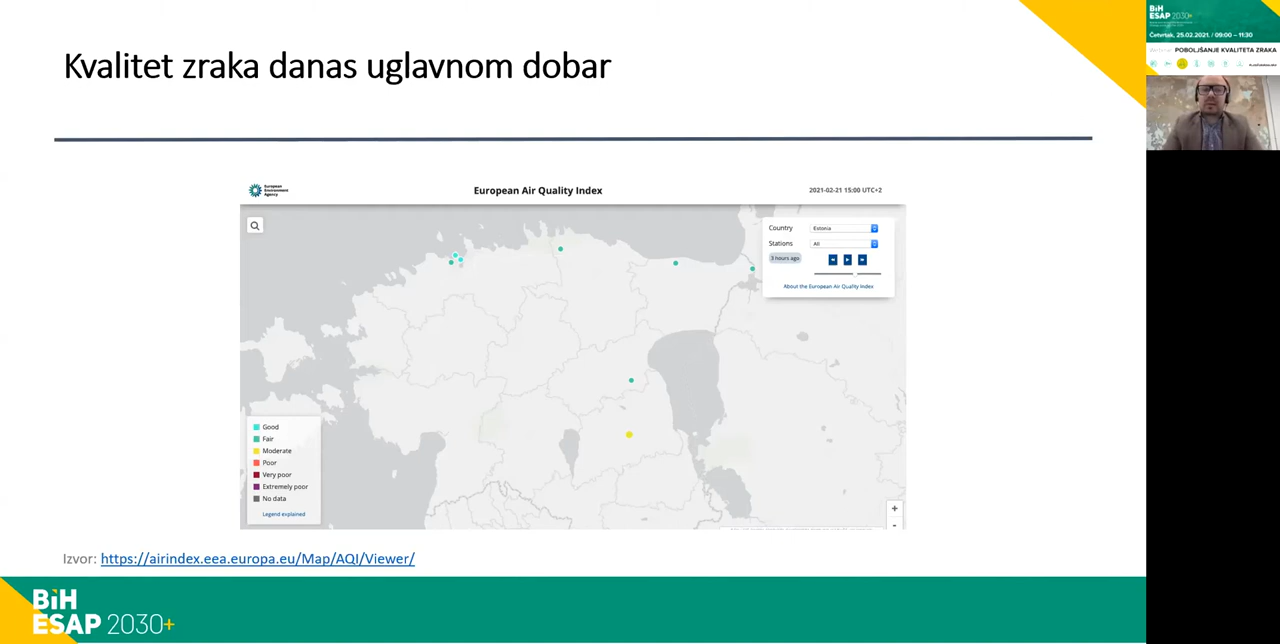 Kvalitet zraka danas uglavnom dobar
European
Environment
Agency
European Air Quality Index
2021-02-21 15:00 UTC+2
Country
Estonia
Stations
All
3 hours ago
About the European Air Quality Index
Good
Fair
Moderate
Poor
Very poor
Extremely poor
No data
Legend explained
Izvor: https://airindex.eea.europa.eu/Map/AQI/Viewer/
BiH
ESAP 2030+
BiH
ESAP 2030+
Četvrtak, 25.02.2021. / 09:00 – 11:30
POBOLJŠANJE KVALITETA ZRAKA